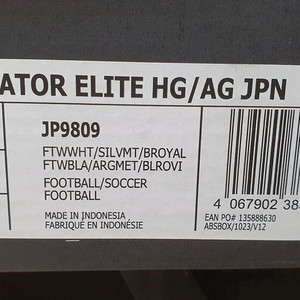 ATOR ELITE HG/AG JPN
JP9809
FTWWHT/SILVMT/BROYAL
FTWBLA/ARGMET/BLROVI
FOOTBALL/SOCCER
FOOTBALL
MADE IN INDONESIA
FABRIQUÉ EN INDONÉSIE
4 067902 38
EAN PO# 135888630
ABSBOX/1023/V12